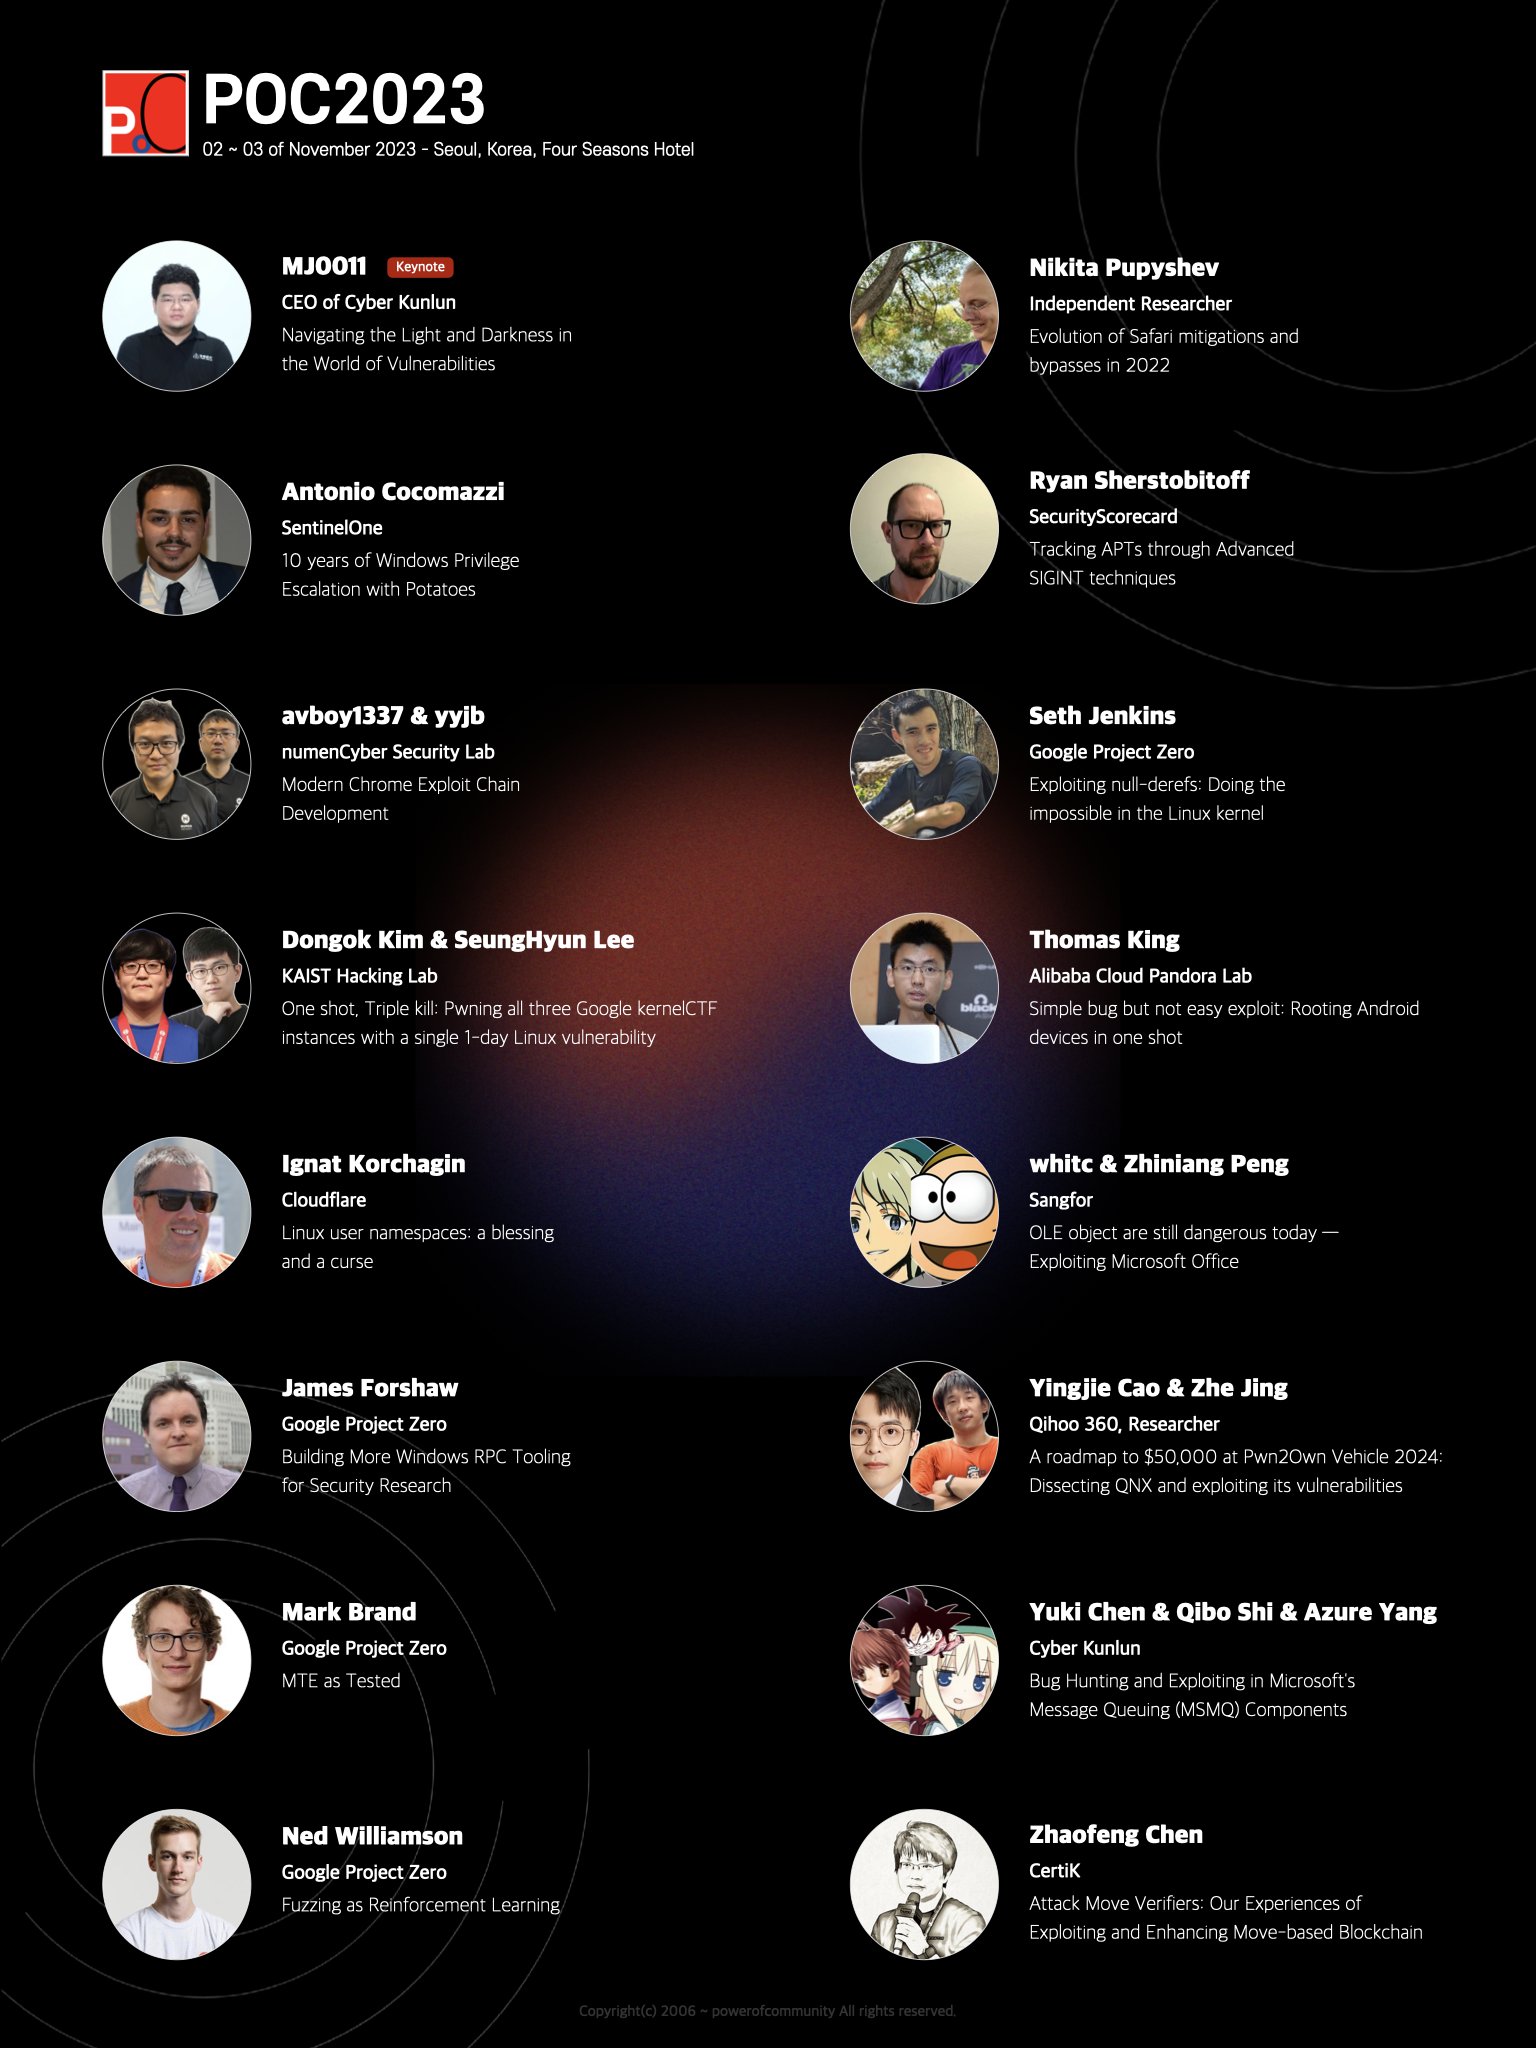 PoC
POC2023
02 ~ 03 of November 2023 - Seoul, Korea, Four Seasons Hotel
MJ0011 Keynote
CEO of Cyber Kunlun
Navigating the Light and Darkness in
the World of Vulnerabilities
Antonio Cocomazzi
SentinelOne
10 years of Windows Privilege
Escalation with Potatoes
avboy1337 & yyjb
numenCyber Security Lab
Modern Chrome Exploit Chain
Development
Dongok Kim & SeungHyun Lee
KAIST Hacking Lab
One shot, Triple kill: Pwning all three Google kernelCTF
instances with a single 1-day Linux vulnerability
Ignat Korchagin
Cloudflare
Linux user namespaces: a blessing
and a curse
James Forshaw
Google Project Zero
Building More Windows RPC Tooling
for Security Research
Mark Brand
Google Project Zero
MTE as Tested
Ned Williamson
Google Project Zero
Fuzzing as Reinforcement Learning
Nikita Pupyshev
Independent Researcher
Evolution of Safari mitigations and
bypasses in 2022
Ryan Sherstobitoff
SecurityScorecard
Tracking APTs through Advanced
SIGINT techniques
Seth Jenkins
Google Project Zero
Exploiting null-derefs: Doing the
impossible in the Linux kernel
Thomas King
Alibaba Cloud Pandora Lab
Simple bug but not easy exploit: Rooting Android
devices in one shot
black
whitc & Zhiniang Peng
Sangfor
OLE object are still dangerous today —
Exploiting Microsoft Office
Yingjie Cao & Zhe Jing
Qihoo 360, Researcher
A roadmap to $50,000 at Pwn2Own Vehicle 2024:
Dissecting QNX and exploiting its vulnerabilities
Yuki Chen & Qibo Shi & Azure Yang
Cyber Kunlun
Bug Hunting and Exploiting in Microsoft's
Message Queuing (MSMQ) Components
Zhaofeng Chen
CertiK
Attack Move Verifiers: Our Experiences of
Exploiting and Enhancing Move-based Blockchain
Copyright(c) 2006 ~ powerofcommunity All rights reserved.